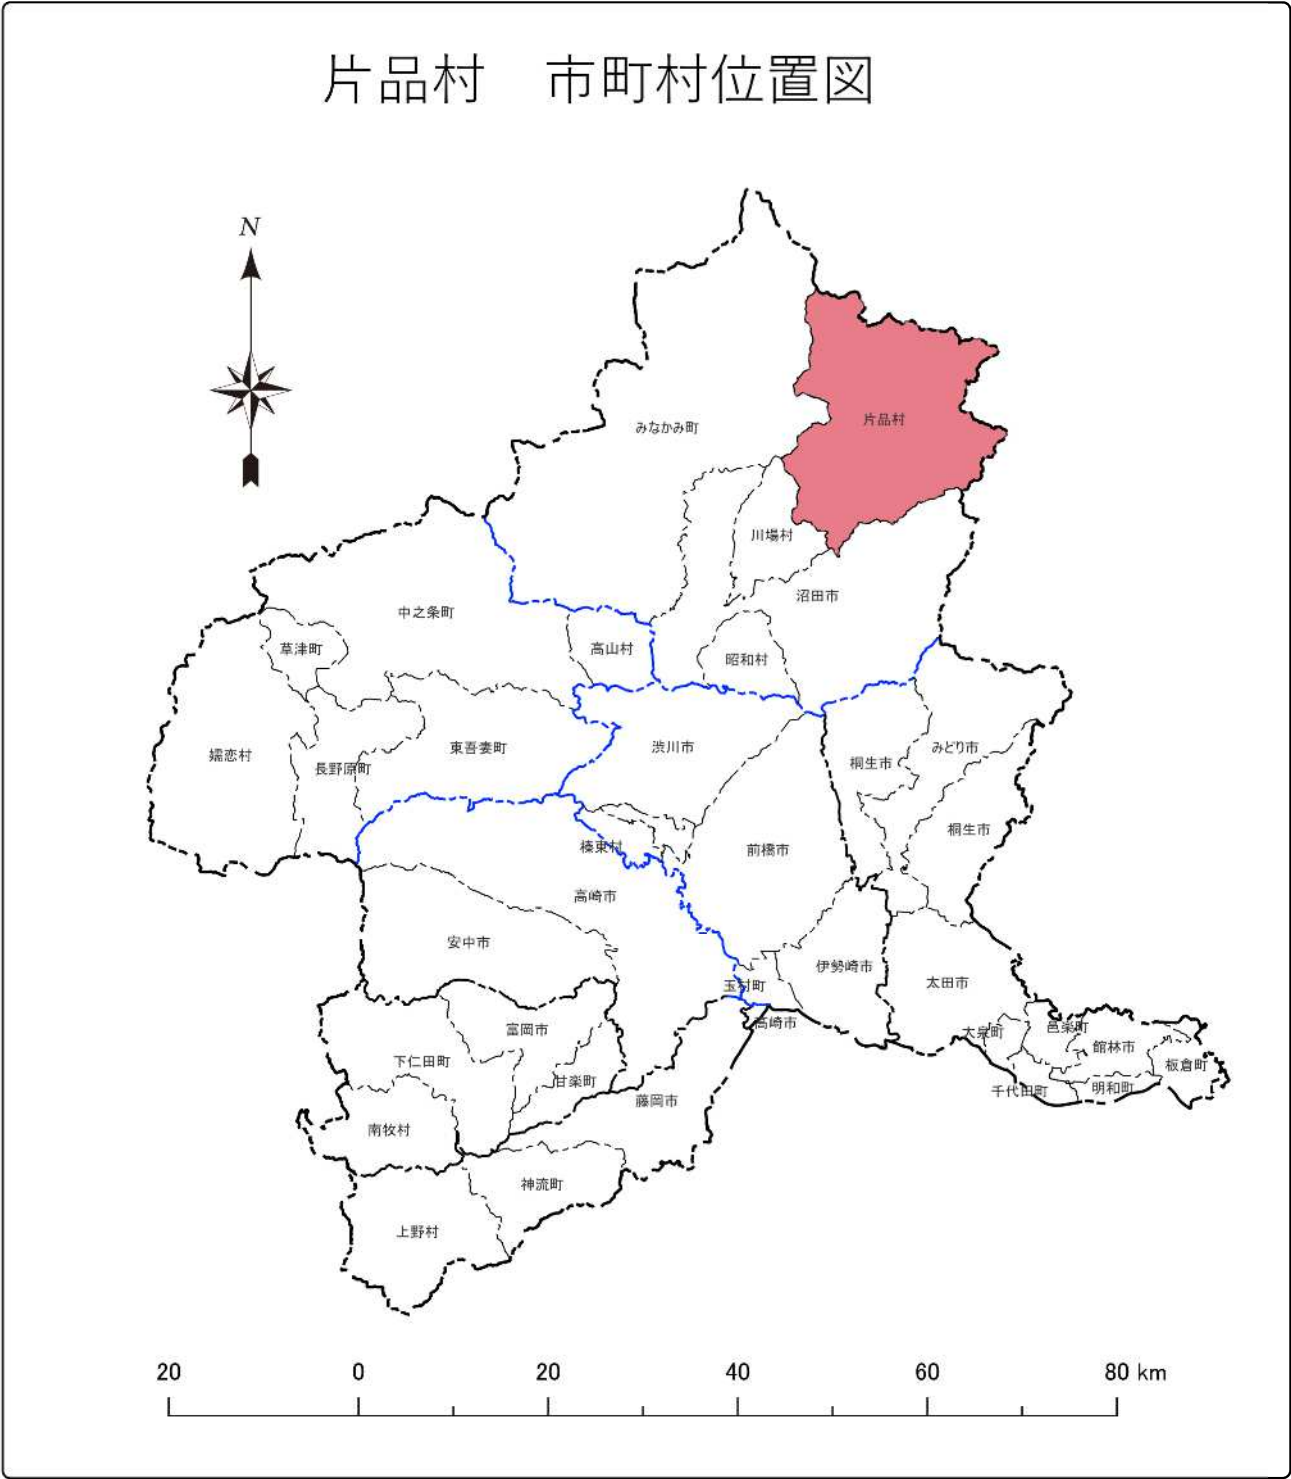 片品村　市町村位置図
N
片品村
みなかみ町
川場村
沼田市
中之条町
草津町
高山村
昭和村
嬬恋村
長野原町
東吾妻町
渋川市
桐生市
みどり市
桐生市
榛東村
前橋市
高崎市
安中市
伊勢崎市
太田市
玉村町
高崎市
富岡市
下仁田町
甘楽町
藤岡市
大泉町
邑楽町
館林市
板倉町
千代田町
明和町
南牧村
神流町
上野村
20 0 20 40 60 80 km